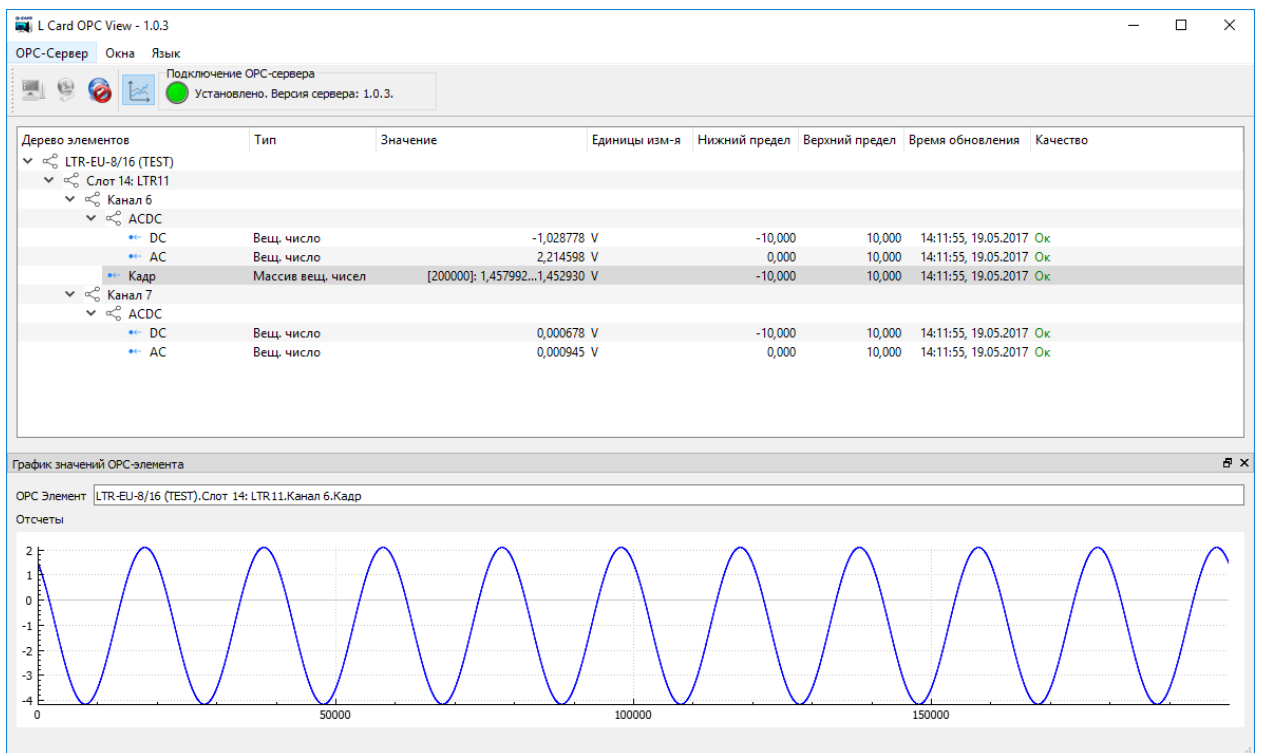 L Card OPC View - 1.0.3
OPC-Сервер Окна Язык
Подключение OPC-сервера
Установлено. Версия сервера: 1.0.3.
Дерево элементов Тип Значение Единицы изм-я Нижний предел Верхний предел Время обновления Качество
LTR-EU-8/16 (TEST)
Слот 14: LTR11
Канал 6
ACDC
DC Вещ. число -1,028778 V -10,000 10,000 14:11:55, 19.05.2017 Ок
AC Вещ. число 2,214598 V 0,000 10,000 14:11:55, 19.05.2017 Ок
Кадр Массив вещ. чисел [200000]: 1,457992...1,452930 V -10,000 10,000 14:11:55, 19.05.2017 Ок
Канал 7
ACDC
DC Вещ. число 0,000678 V -10,000 10,000 14:11:55, 19.05.2017 Ок
AC Вещ. число 0,000945 V 0,000 10,000 14:11:55, 19.05.2017 Ок
График значений OPC-элемента
OPC Элемент LTR-EU-8/16 (TEST).Слот 14: LTR11.Канал 6.Кадр
Отсчеты
2
1
0
-1
-2
-3
-4
0 50000 100000 150000